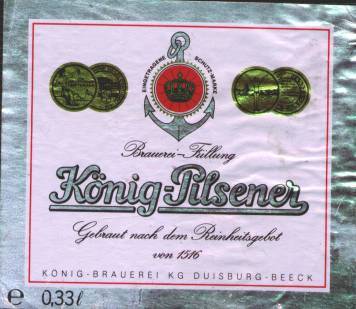 EINGETRAGENE SCHUTZ-MARKE
Brauerei-Füllung
König-Pilsener
Gebraut nach dem Reinheitsgebot
von 1516
KÖNIG-BRAUEREI KG DUISBURG-BEECK
℮ 0,33 l